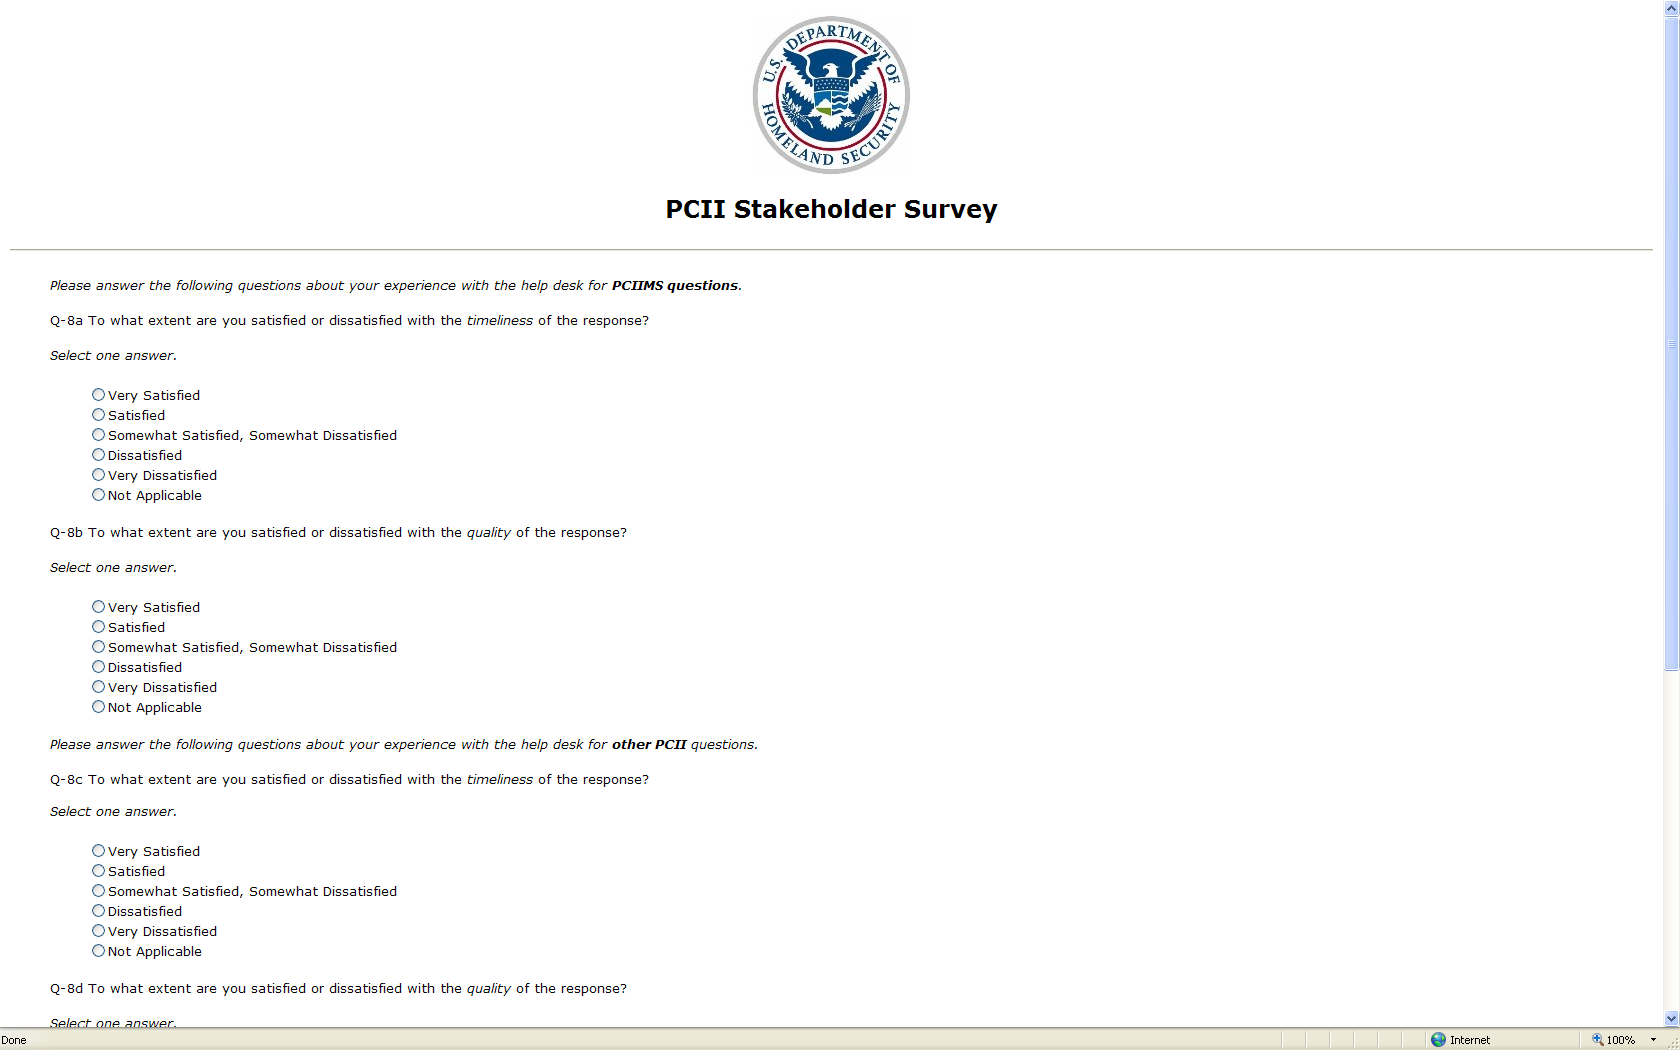 U.S. DEPARTMENT OF
HOMELAND SECURITY
PCII Stakeholder Survey
Please answer the following questions about your experience with the help desk for PCIIMS questions.
Q-8a To what extent are you satisfied or dissatisfied with the timeliness of the response?
Select one answer.
Very Satisfied
Satisfied
Somewhat Satisfied, Somewhat Dissatisfied
Dissatisfied
Very Dissatisfied
Not Applicable
Q-8b To what extent are you satisfied or dissatisfied with the quality of the response?
Select one answer.
Very Satisfied
Satisfied
Somewhat Satisfied, Somewhat Dissatisfied
Dissatisfied
Very Dissatisfied
Not Applicable
Please answer the following questions about your experience with the help desk for other PCII questions.
Q-8c To what extent are you satisfied or dissatisfied with the timeliness of the response?
Select one answer.
Very Satisfied
Satisfied
Somewhat Satisfied, Somewhat Dissatisfied
Dissatisfied
Very Dissatisfied
Not Applicable
Q-8d To what extent are you satisfied or dissatisfied with the quality of the response?
Select one answer.
Done Internet 100%